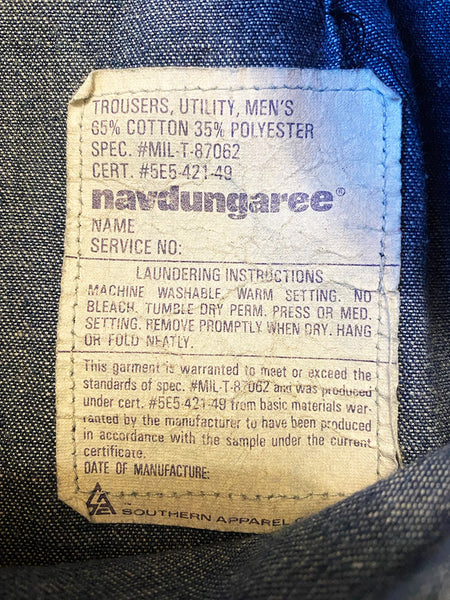 TROUSERS, UTILITY, MEN'S
65% COTTON 35% POLYESTER
SPEC. #MIL-T-87062
CERT. #5E5-421-49
navdungaree®
NAME
SERVICE NO:
LAUNDERING INSTRUCTIONS
MACHINE WASHABLE. WARM SETTING. NO
BLEACH. TUMBLE DRY PERM. PRESS OR MED.
SETTING. REMOVE PROMPTLY WHEN DRY. HANG
OR FOLD NEATLY.
This garment is warranted to meet or exceed the
standards of spec. #MIL-T-87062 and was produced
under cert. #5E5-421-49 from basic materials war-
ranted by the manufacturer to have been produced
in accordance with the sample under the current
certificate.
DATE OF MANUFACTURE:
SOUTHERN APPAREL